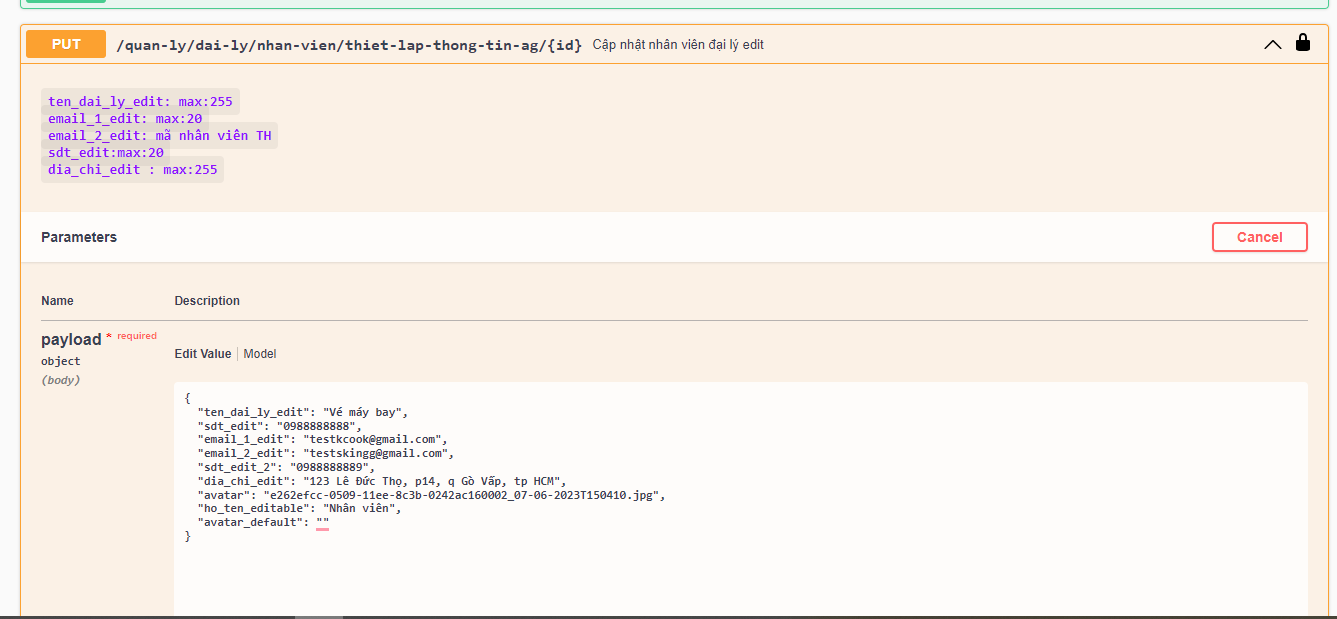 PUT /quan-ly/dai-ly/nhan-vien/thiet-lap-thong-tin-ag/{id} Cập nhật nhân viên đại lý edit
ten_dai_ly_edit: max:255
email_1_edit: max:20
email_2_edit: mã nhân viên TH
sdt_edit:max:20
dia_chi_edit : max:255
Parameters Cancel
Name Description
payload * required
object
(body)
Edit Value Model
{
"ten_dai_ly_edit": "Vé máy bay",
"sdt_edit": "0988888888",
"email_1_edit": "testkcook@gmail.com",
"email_2_edit": "testskingg@gmail.com",
"sdt_edit_2": "0988888889",
"dia_chi_edit": "123 Lê Đức Thọ, p14, q Gò Vấp, tp HCM",
"avatar": "e262efcc-0509-11ee-8c3b-0242ac160002_07-06-2023T150410.jpg",
"ho_ten_editable": "Nhân viên",
"avatar_default": ""
}